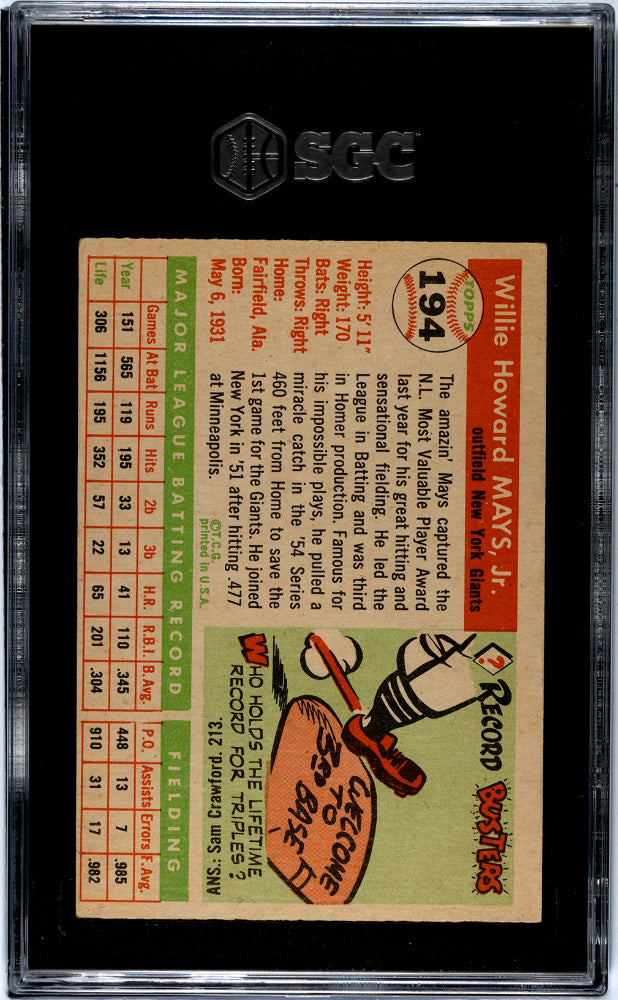 SGC
TOPPS
194
Willie Howard MAYS, Jr.
outfield New York Giants
Height: 5' 11"
Weight: 170
Bats: Right
Throws: Right
Home:
Fairfield, Ala.
Born:
May 6, 1931
The amazin' Mays captured the
N.L. Most Valuable Player Award
last year for his great hitting and
sensational fielding. He led the
League in Batting and was third
in Homer production. Famous for
his impossible plays, he pulled a
miracle catch in the '54 Series
460 feet from Home to save the
1st game for the Giants. He joined
New York in '51 after hitting .477
at Minneapolis.
©T.C.G.
printed in U.S.A.
? RECORD BUSTERS
WELCOME
TO
3RD BASE
WHO HOLDS THE LIFETIME
RECORD FOR TRIPLES?
ANS.: Sam Crawford. 213.
MAJOR LEAGUE BATTING RECORD FIELDING
Games At Bat Runs Hits 2b 3b H.R. R.B.I. B.Avg. P.O. Assists Errors F.Avg.
Year 151 565 119 195 33 13 41 110 .345 448 13 7 .985
Life 306 1156 195 352 57 22 65 201 .304 910 31 17 .982